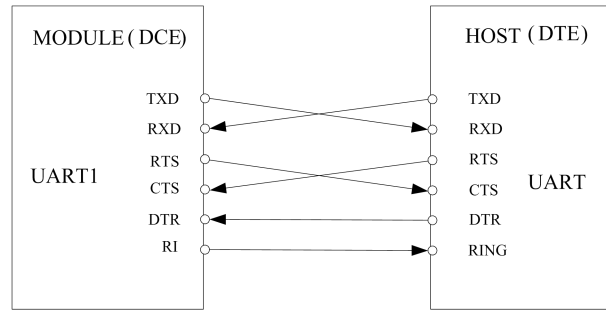 MODULE ( DCE )
TXD
RXD
RTS
UART1
CTS
DTR
RI
HOST ( DTE )
TXD
RXD
RTS
UART
CTS
DTR
RING